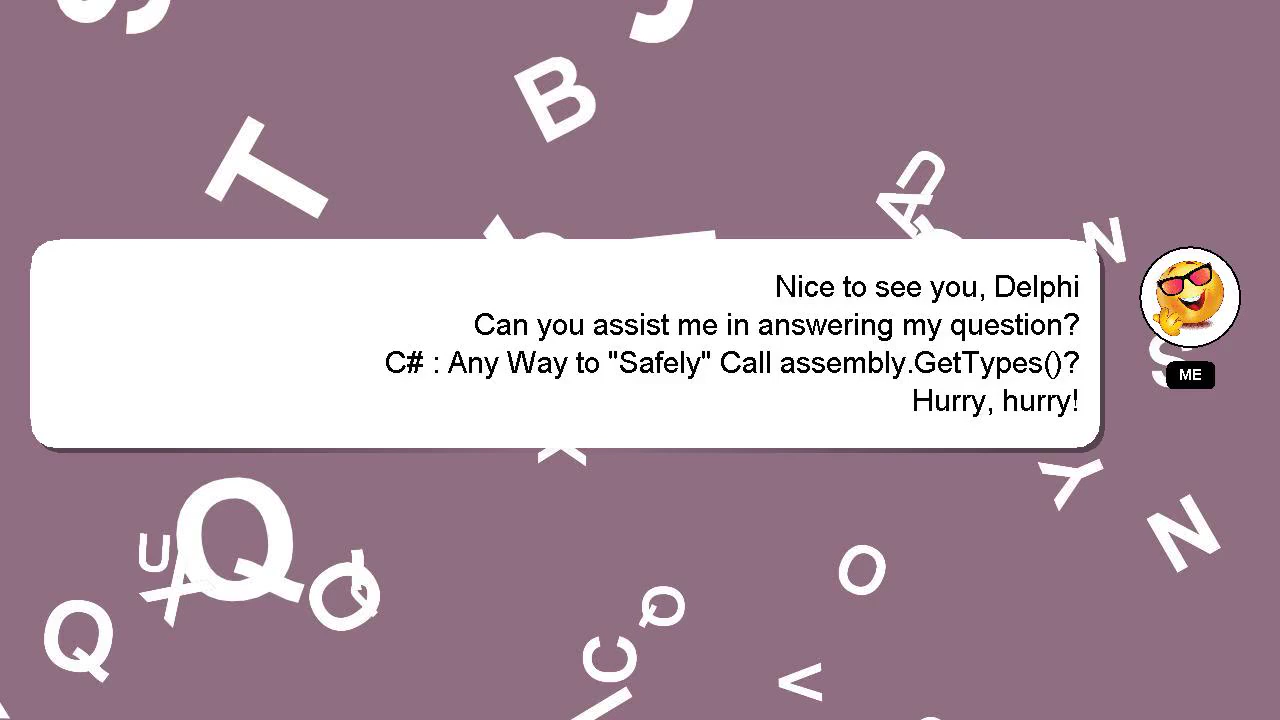 Nice to see you, Delphi
Can you assist me in answering my question?
C# : Any Way to "Safely" Call assembly.GetTypes()?
Hurry, hurry!
ME